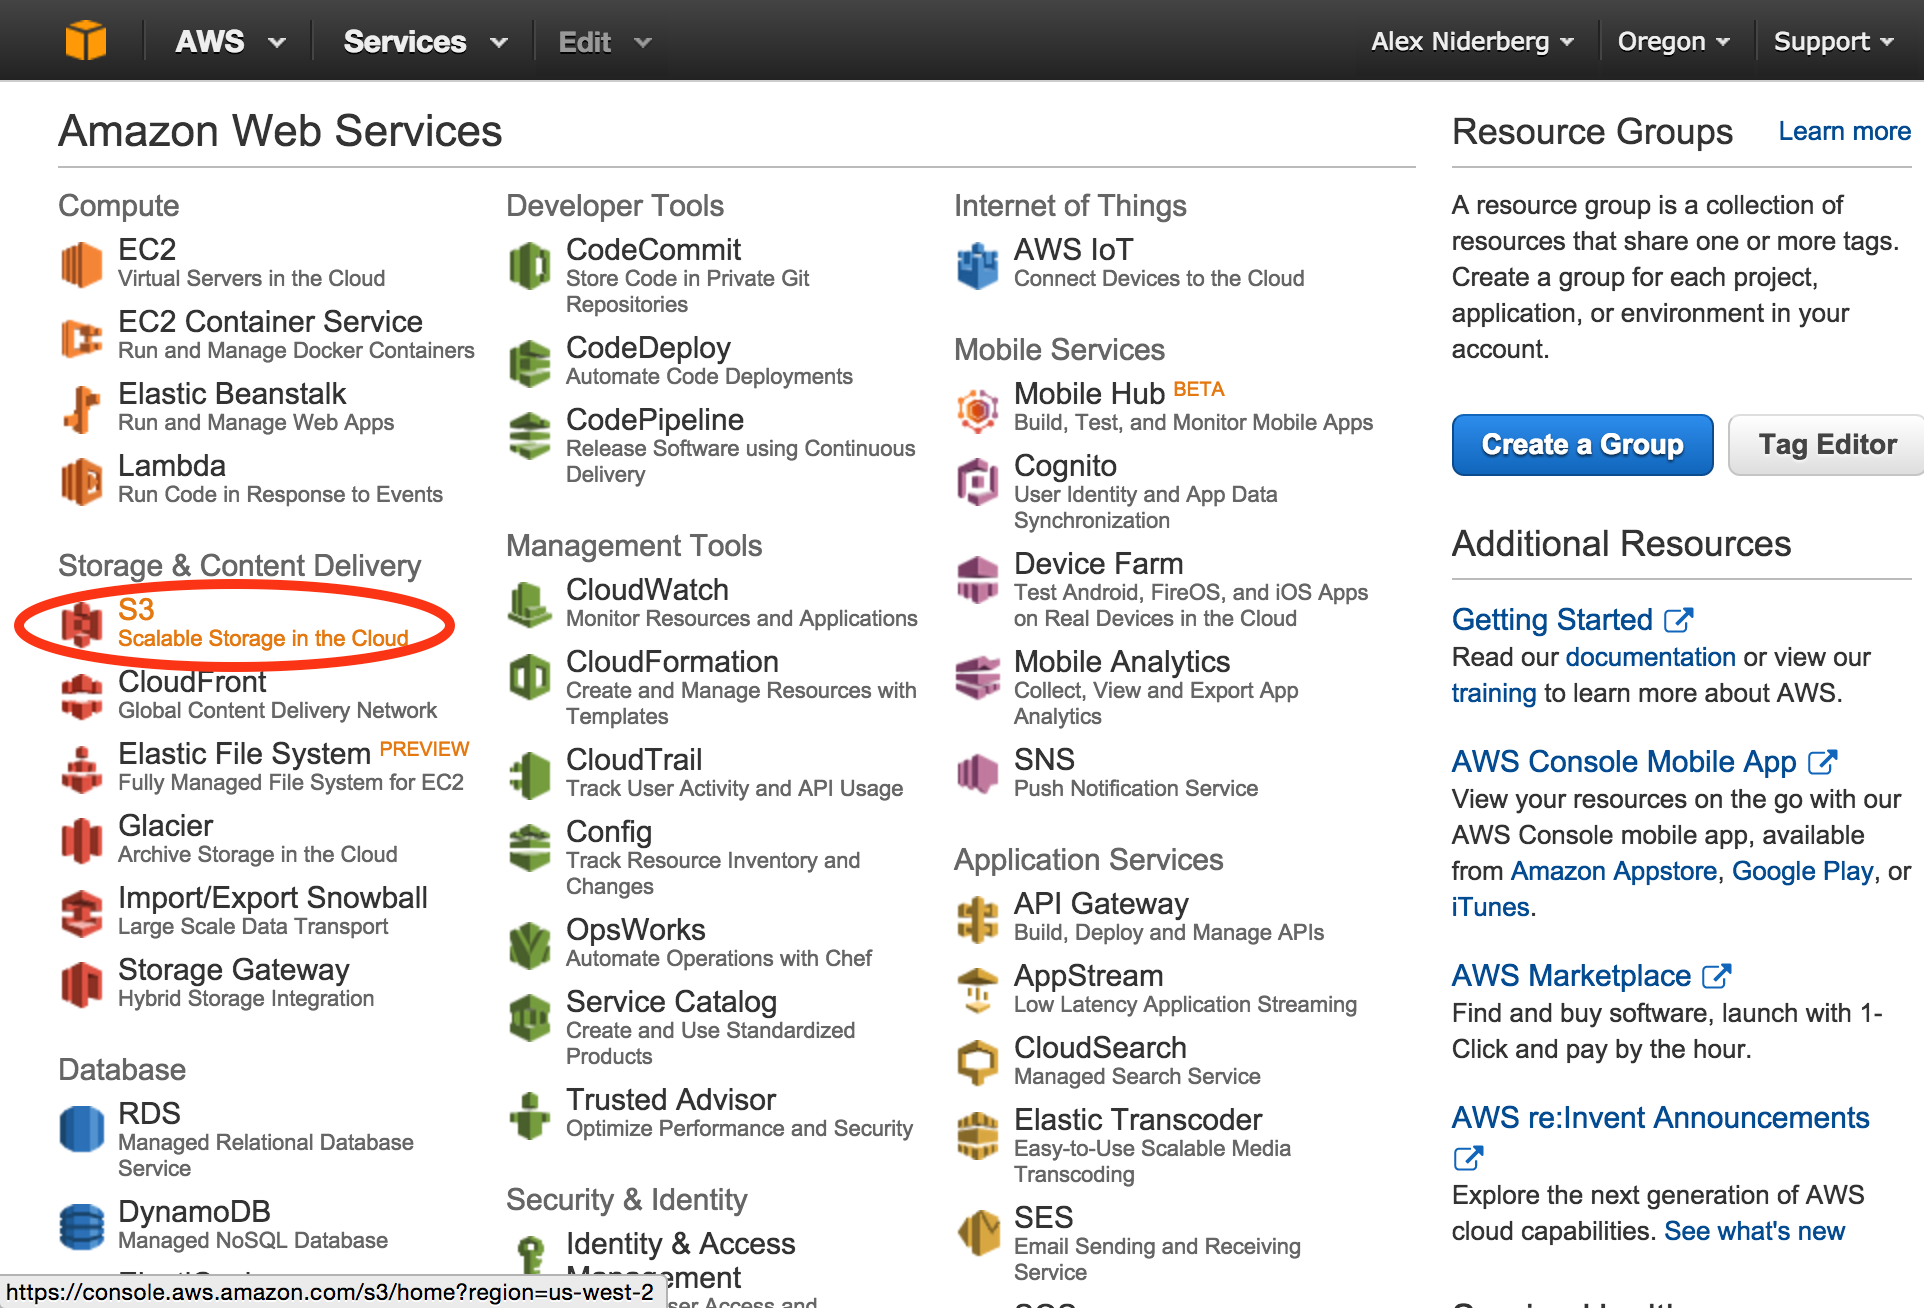 AWS Services Edit Alex Niderberg Oregon Support
Amazon Web Services
Compute
EC2
Virtual Servers in the Cloud
EC2 Container Service
Run and Manage Docker Containers
Elastic Beanstalk
Run and Manage Web Apps
Lambda
Run Code in Response to Events
Storage & Content Delivery
S3
Scalable Storage in the Cloud
CloudFront
Global Content Delivery Network
Elastic File System PREVIEW
Fully Managed File System for EC2
Glacier
Archive Storage in the Cloud
Import/Export Snowball
Large Scale Data Transport
Storage Gateway
Hybrid Storage Integration
Database
RDS
Managed Relational Database
Service
DynamoDB
Managed NoSQL Database
Developer Tools
CodeCommit
Store Code in Private Git
Repositories
CodeDeploy
Automate Code Deployments
CodePipeline
Release Software using Continuous
Delivery
Management Tools
CloudWatch
Monitor Resources and Applications
CloudFormation
Create and Manage Resources with
Templates
CloudTrail
Track User Activity and API Usage
Config
Track Resource Inventory and
Changes
OpsWorks
Automate Operations with Chef
Service Catalog
Create and Use Standardized
Products
Trusted Advisor
Optimize Performance and Security
Security & Identity
Identity & Access
Management
Internet of Things
AWS IoT
Connect Devices to the Cloud
Mobile Services
Mobile Hub BETA
Build, Test, and Monitor Mobile Apps
Cognito
User Identity and App Data
Synchronization
Device Farm
Test Android, FireOS, and iOS Apps
on Real Devices in the Cloud
Mobile Analytics
Collect, View and Export App
Analytics
SNS
Push Notification Service
Application Services
API Gateway
Build, Deploy and Manage APIs
AppStream
Low Latency Application Streaming
CloudSearch
Managed Search Service
Elastic Transcoder
Easy-to-Use Scalable Media
Transcoding
SES
Email Sending and Receiving
Service
Resource Groups Learn more
A resource group is a collection of
resources that share one or more tags.
Create a group for each project,
application, or environment in your
account.
Create a Group Tag Editor
Additional Resources
Getting Started
Read our documentation or view our
training to learn more about AWS.
AWS Console Mobile App
View your resources on the go with our
AWS Console mobile app, available
from Amazon Appstore, Google Play, or
iTunes.
AWS Marketplace
Find and buy software, launch with 1-
Click and pay by the hour.
AWS re:Invent Announcements
Explore the next generation of AWS
cloud capabilities. See what's new
https://console.aws.amazon.com/s3/home?region=us-west-2